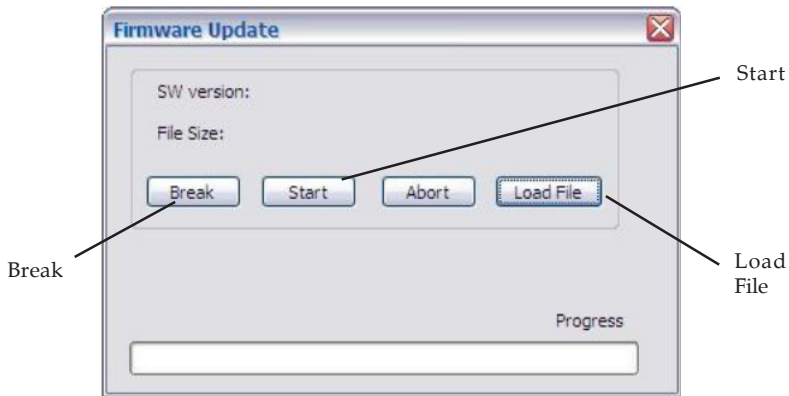 Firmware Update
Start
SW version:
File Size:
Break Start Abort Load File
Break
Load
File
Progress